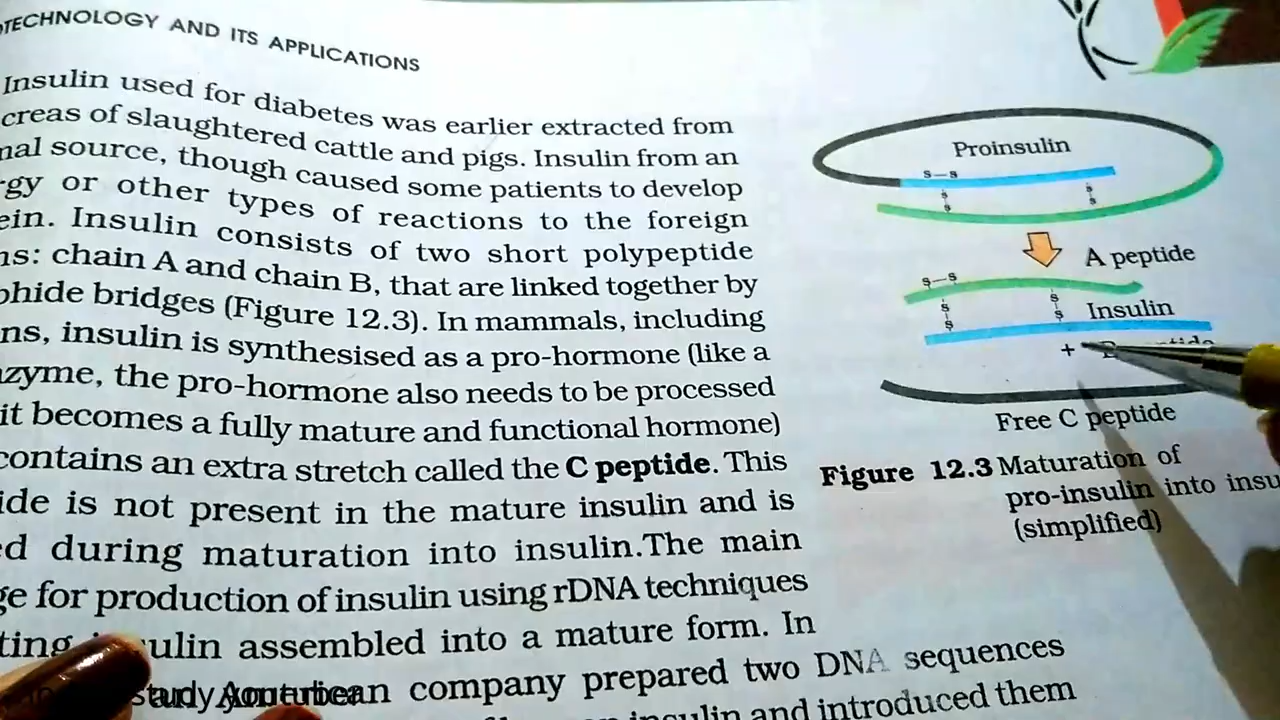 TECHNOLOGY AND ITS APPLICATIONS
Insulin used for diabetes was earlier extracted from
creas of slaughtered cattle and pigs. Insulin from an
nal source, though caused some patients to develop
rgy or other types of reactions to the foreign
ein. Insulin consists of two short polypeptide
ns: chain A and chain B, that are linked together by
phide bridges (Figure 12.3). In mammals, including
ns, insulin is synthesised as a pro-hormone (like a
zyme, the pro-hormone also needs to be processed
it becomes a fully mature and functional hormone)
contains an extra stretch called the C peptide. This
ide is not present in the mature insulin and is
ed during maturation into insulin.The main
ge for production of insulin using rDNA techniques
ting insulin assembled into a mature form. In
an American company prepared two DNA sequences
insulin and introduced them
Proinsulin
s–s
s
s
s
s
A peptide
s–s
s
s
s
s
Insulin
+
Free C peptide
Figure 12.3 Maturation of
pro-insulin into insu
(simplified)
study